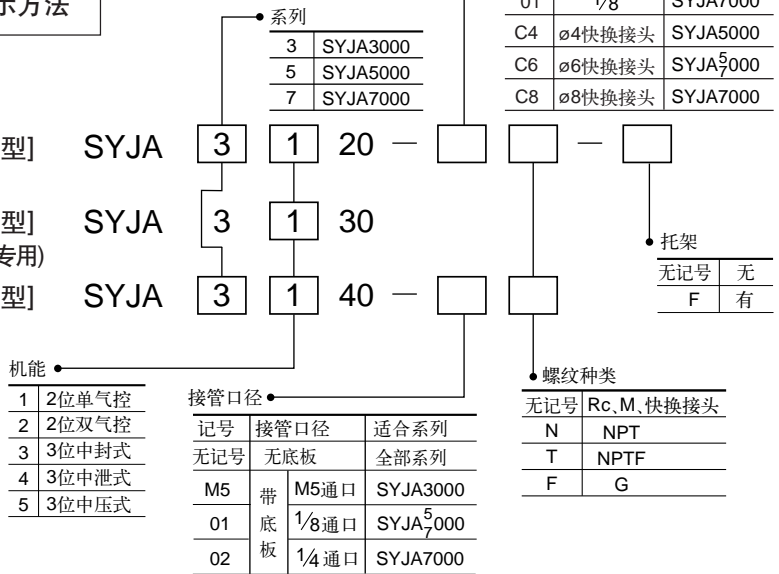 示方法
系列
3 SYJA3000
5 SYJA5000
7 SYJA7000
01 1/8 SYJA7000
C4 ø4快换接头 SYJA5000
C6 ø6快换接头 SYJA5/7000
C8 ø8快换接头 SYJA7000
型] SYJA 3 1 20 —  —
型] SYJA 3 1 30
专用)
型] SYJA 3 1 40 —
托架
无记号 无
F 有
机能
1 2位单气控
2 2位双气控
3 3位中封式
4 3位中泄式
5 3位中压式
接管口径
记号 接管口径 适合系列
无记号 无底板 全部系列
M5 带底板 M5通口 SYJA3000
01 1/8通口 SYJA5/7000
02 1/4通口 SYJA7000
螺纹种类
无记号 Rc、M、快换接头
N NPT
T NPTF
F G